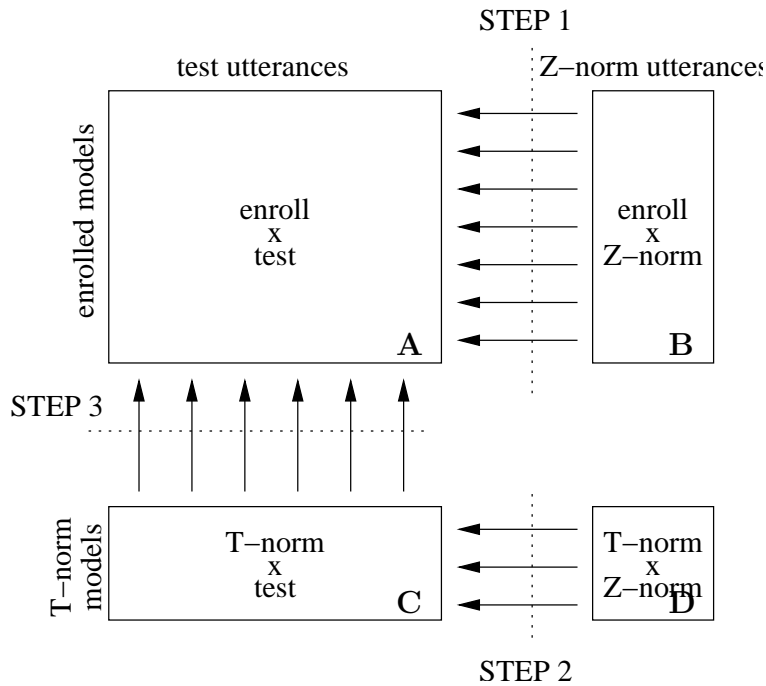 STEP 1
test utterances
Z−norm utterances
enrolled models
enroll
x
test
A
enroll
x
Z−norm
B
STEP 3
T−norm
models
T−norm
x
test
C
T−norm
x
Z−norm
D
STEP 2